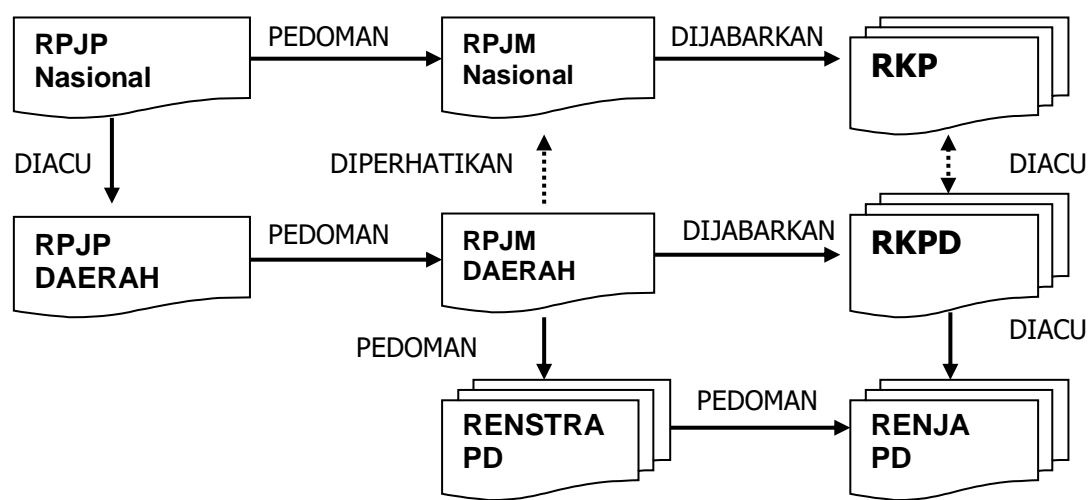 RPJP
Nasional
PEDOMAN
RPJM
Nasional
DIJABARKAN
RKP
DIACU
DIPERHATIKAN
DIACU
RPJP
DAERAH
PEDOMAN
RPJM
DAERAH
DIJABARKAN
RKPD
PEDOMAN
DIACU
RENSTRA
PD
PEDOMAN
RENJA
PD